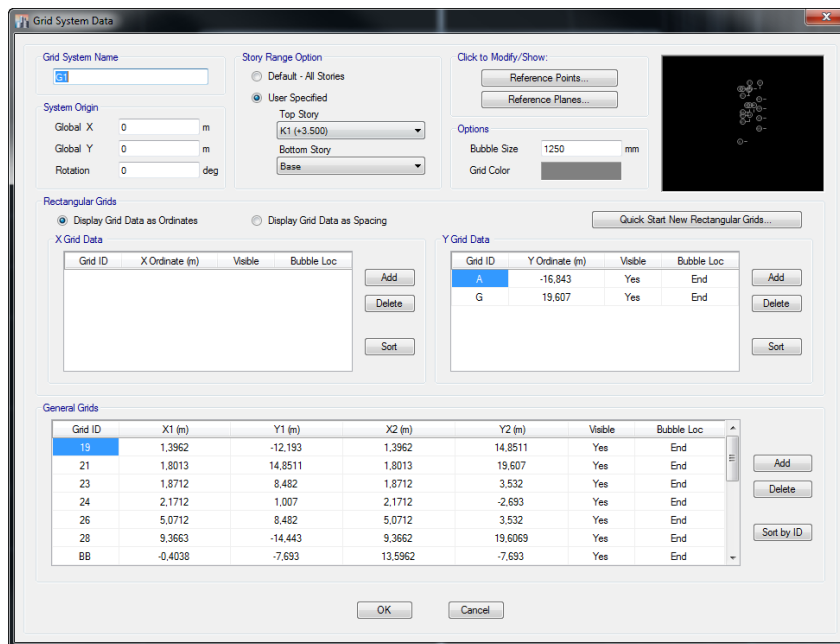 Grid System Data
Grid System Name
G1
System Origin
Global X 0 m
Global Y 0 m
Rotation 0 deg
Story Range Option
Default - All Stories
User Specified
Top Story
K1 (+3.500)
Bottom Story
Base
Click to Modify/Show:
Reference Points...
Reference Planes...
Options
Bubble Size 1250 mm
Grid Color
Rectangular Grids
Display Grid Data as Ordinates Display Grid Data as Spacing Quick Start New Rectangular Grids...
X Grid Data
Grid ID X Ordinate (m) Visible Bubble Loc
Add
Delete
Sort
Y Grid Data
Grid ID Y Ordinate (m) Visible Bubble Loc
A -16,843 Yes End
G 19,607 Yes End
Add
Delete
Sort
General Grids
Grid ID X1 (m) Y1 (m) X2 (m) Y2 (m) Visible Bubble Loc
19 1,3962 -12,193 1,3962 14,8511 Yes End
21 1,8013 14,8511 1,8013 19,607 Yes End
23 1,8712 8,482 1,8712 3,532 Yes End
24 2,1712 1,007 2,1712 -2,693 Yes End
26 5,0712 8,482 5,0712 3,532 Yes End
28 9,3663 -14,443 9,3662 19,6069 Yes End
BB -0,4038 -7,693 13,5962 -7,693 Yes End
Add
Delete
Sort by ID
OK Cancel